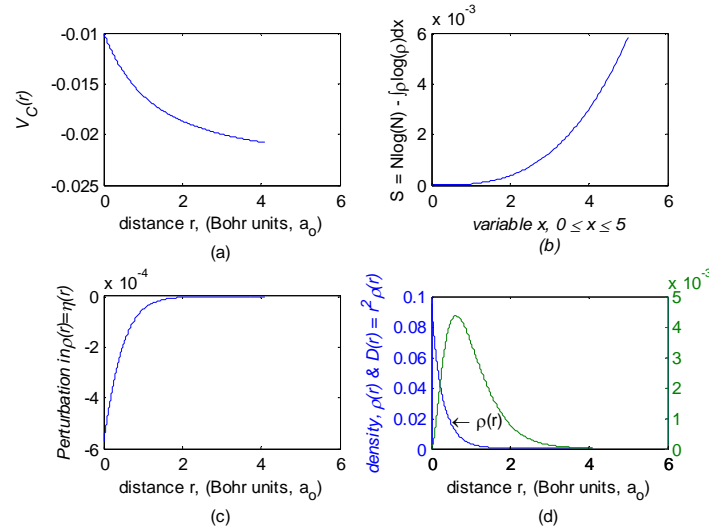 -0.01
-0.015
-0.02
-0.025
V_C(r)
0 2 4 6
distance r, (Bohr units, a_o)
(a)
x 10^-3
6
4
2
0
S = Nlog(N) - ∫ρlog(ρ)dx
0 2 4 6
variable x, 0 ≤ x ≤ 5
(b)
x 10^-4
0
-2
-4
-6
Perturbation in ρ(r)=η(r)
0 2 4 6
distance r, (Bohr units, a_o)
(c)
0.1
0.08
0.06
0.04
0.02
0
density, ρ(r) & D(r) = r^2 ρ(r)
← ρ(r)
x 10^-3
5
4
3
2
1
0
0 2 4 6
distance r, (Bohr units, a_o)
(d)